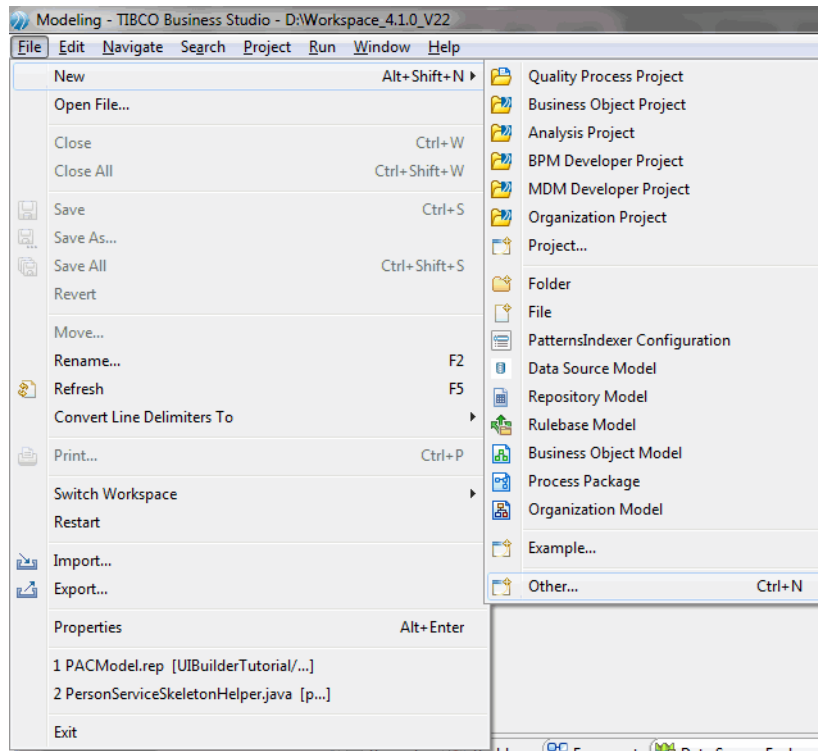 Modeling - TIBCO Business Studio - D:\Workspace_4.1.0_V22
File Edit Navigate Search Project Run Window Help
New Alt+Shift+N
Open File...
Close Ctrl+W
Close All Ctrl+Shift+W
Save Ctrl+S
Save As...
Save All Ctrl+Shift+S
Revert
Move...
Rename... F2
Refresh F5
Convert Line Delimiters To
Print... Ctrl+P
Switch Workspace
Restart
Import...
Export...
Properties Alt+Enter
1 PACModel.rep [UIBuilderTutorial/...]
2 PersonServiceSkeletonHelper.java [p...]
Exit
Quality Process Project
Business Object Project
Analysis Project
BPM Developer Project
MDM Developer Project
Organization Project
Project...
Folder
File
PatternsIndexer Configuration
Data Source Model
Repository Model
Rulebase Model
Business Object Model
Process Package
Organization Model
Example...
Other... Ctrl+N